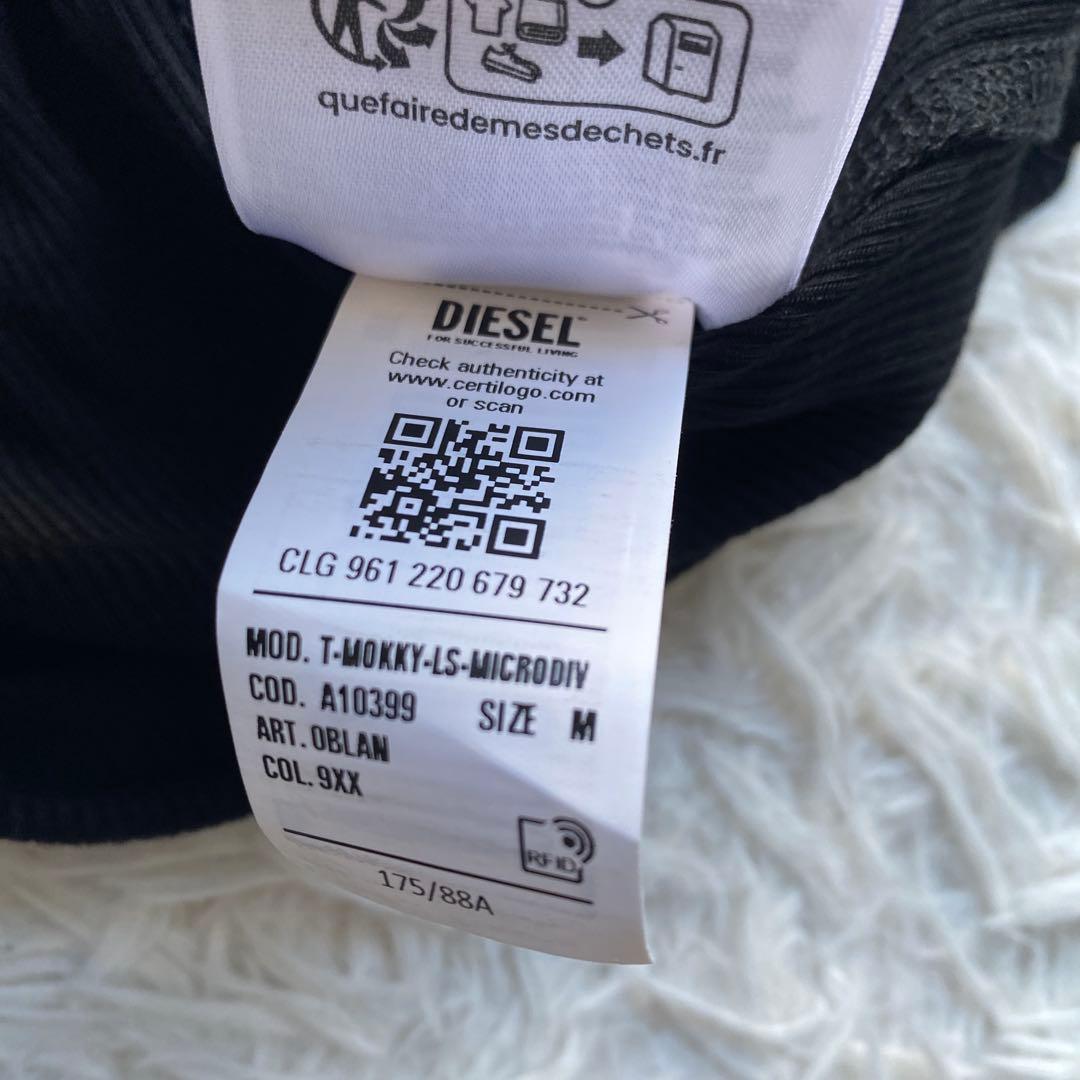 quefairedemesdechets.fr
DIESEL
FOR SUCCESSFUL LIVING
Check authenticity at
www.certilogo.com
or scan
CLG 961 220 679 732
MOD. T-MOKKY-LS-MICRODIV
COD. A10399 SIZE M
ART. OBLAN
COL. 9XX
RFID
175/88A